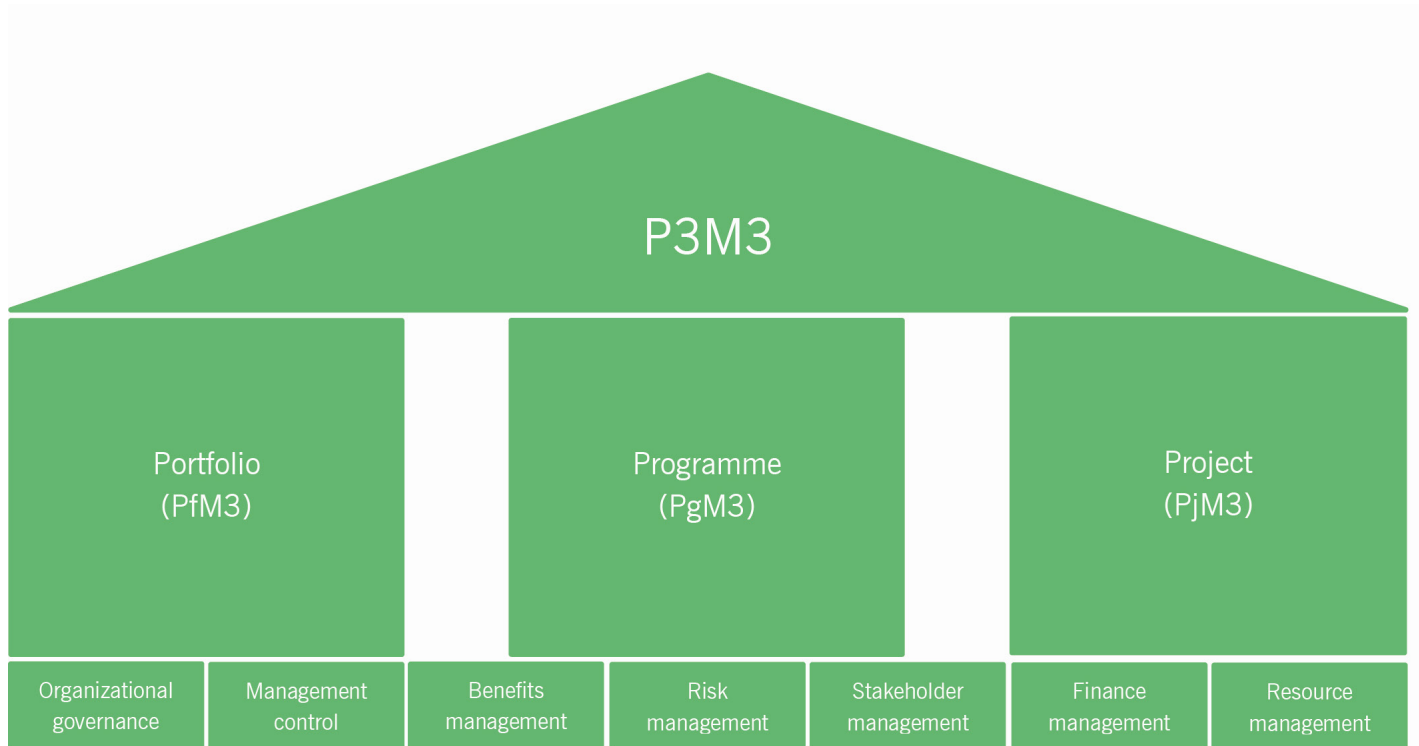 P3M3
Portfolio
(PfM3)
Programme
(PgM3)
Project
(PjM3)
Organizational
governance
Management
control
Benefits
management
Risk
management
Stakeholder
management
Finance
management
Resource
management